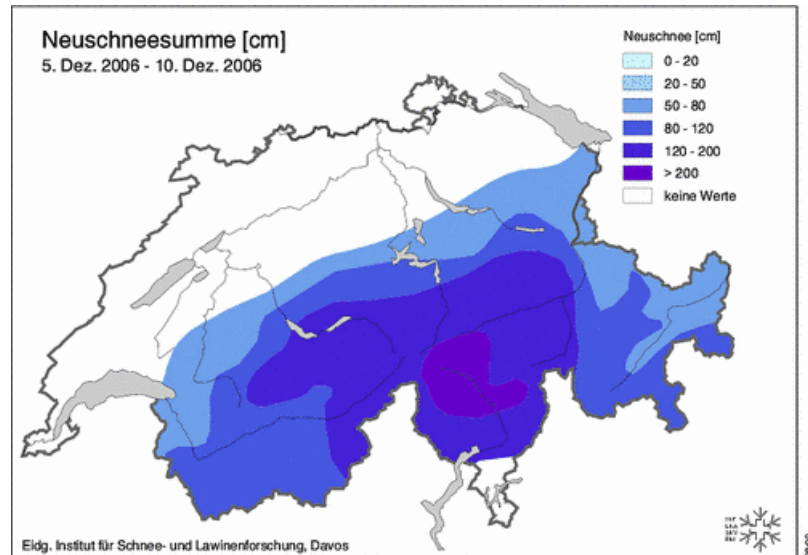 Neuschneesumme [cm]
5. Dez. 2006 - 10. Dez. 2006
Neuschnee [cm]
0 - 20
20 - 50
50 - 80
80 - 120
120 - 200
> 200
keine Werte
Eidg. Institut für Schnee- und Lawinenforschung, Davos